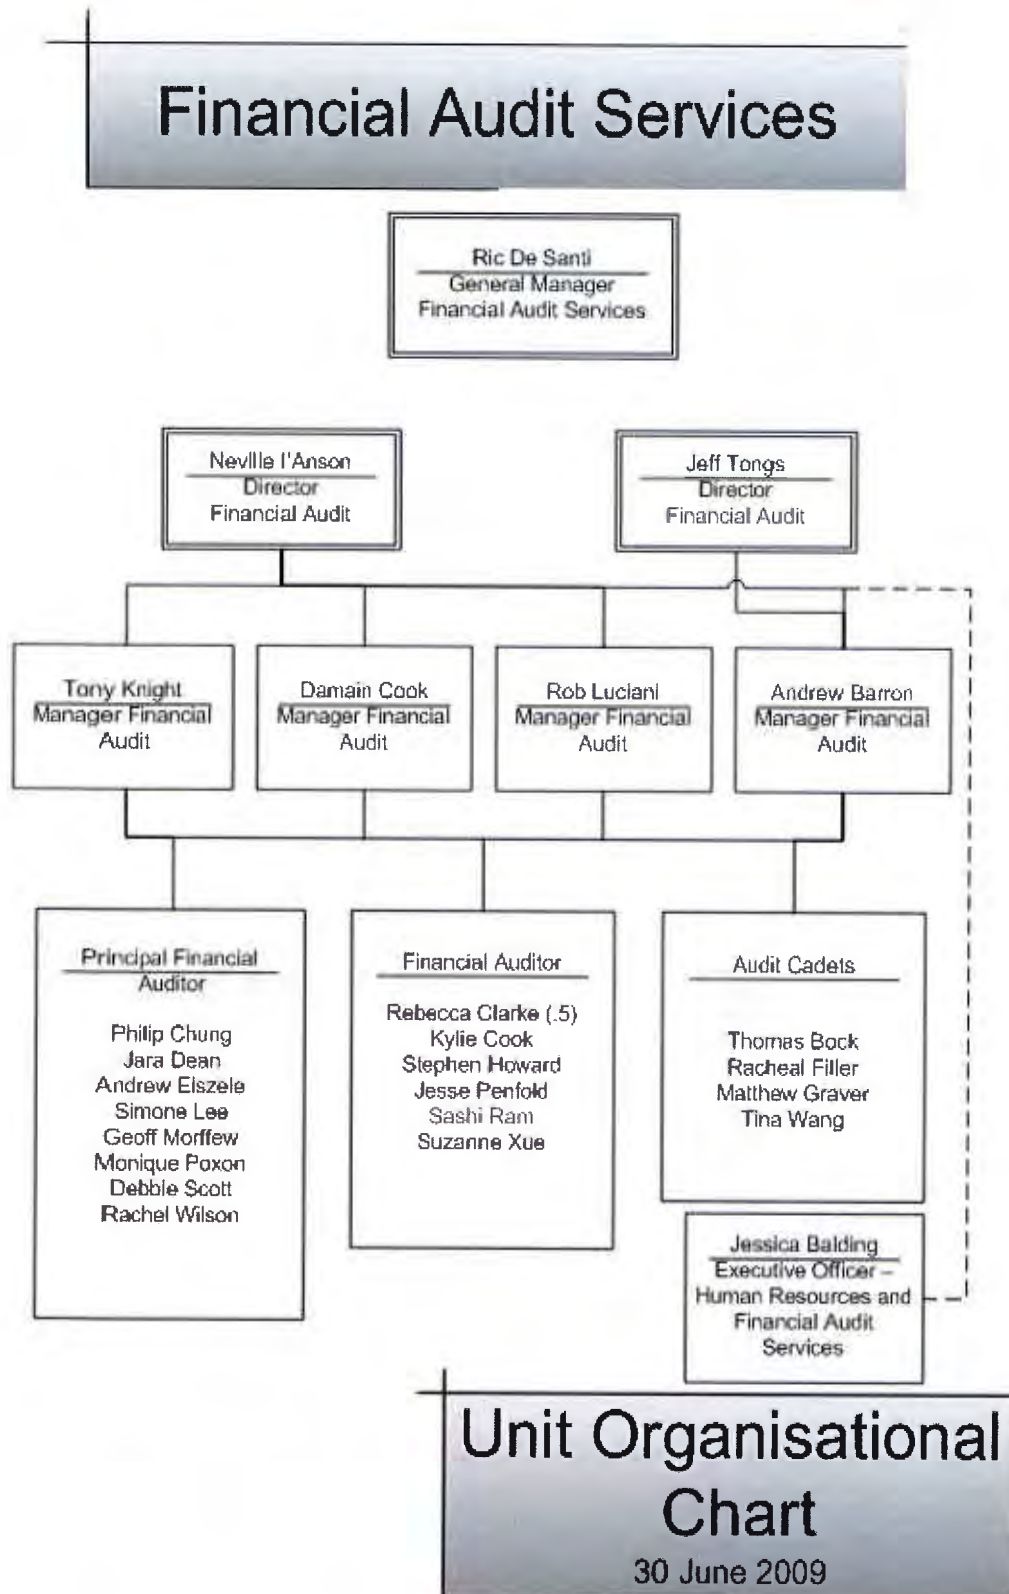 Financial Audit Services
Ric De Santi
General Manager
Financial Audit Services
Neville I'Anson
Director
Financial Audit
Jeff Tongs
Director
Financial Audit
Tony Knight
Manager Financial
Audit
Damain Cook
Manager Financial
Audit
Rob Luciani
Manager Financial
Audit
Andrew Barron
Manager Financial
Audit
Principal Financial
Auditor
Philip Chung
Jara Dean
Andrew Eiszele
Simone Lee
Geoff Morffew
Monique Poxon
Debbie Scott
Rachel Wilson
Financial Auditor
Rebecca Clarke (.5)
Kylie Cook
Stephen Howard
Jesse Penfold
Sashi Ram
Suzanne Xue
Audit Cadets
Thomas Bock
Racheal Filler
Matthew Graver
Tina Wang
Jessica Balding
Executive Officer –
Human Resources and
Financial Audit
Services
Unit Organisational
Chart
30 June 2009